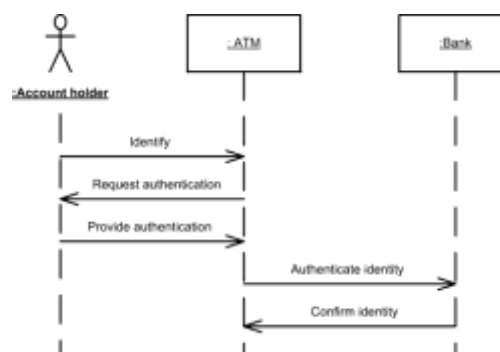 : ATM
:Bank
:Account holder
Identify
Request authentication
Provide authentication
Authenticate identity
Confirm identity